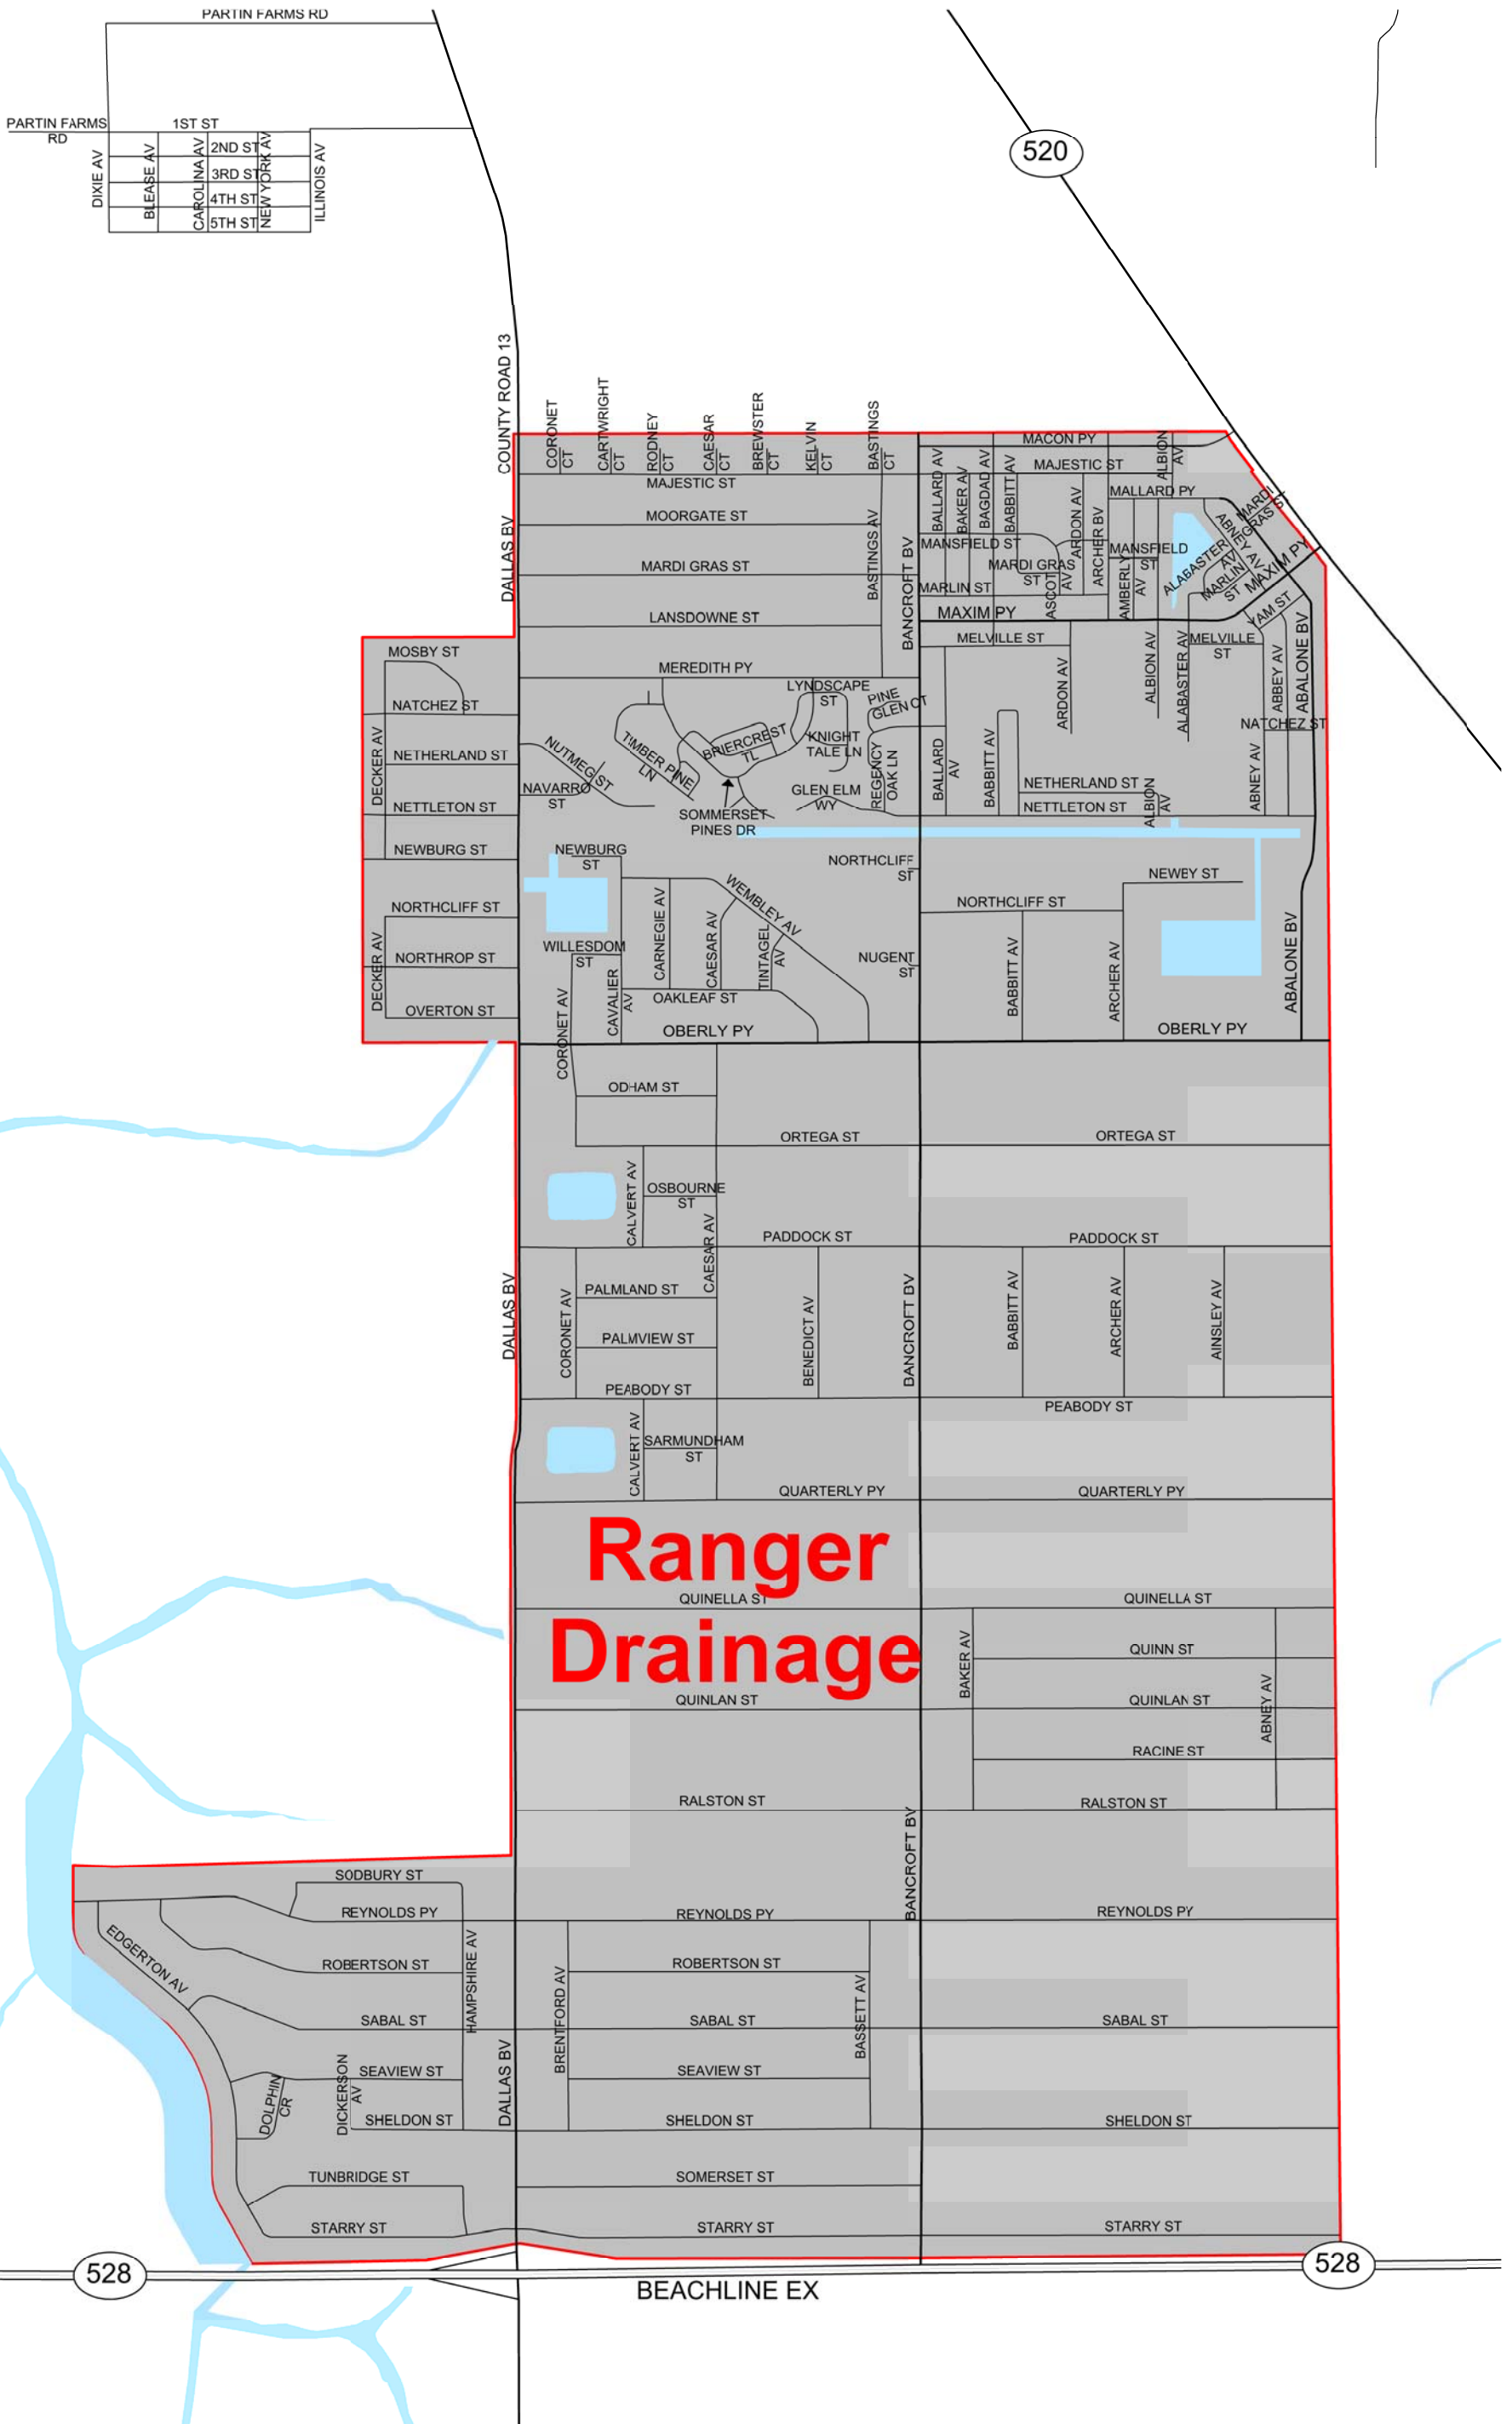 PARTIN FARMS RD
PARTIN FARMS
RD
1ST ST
2ND ST
3RD ST
4TH ST
5TH ST
DIXIE AV
BLEASE AV
CAROLINA AV
NEW YORK AV
ILLINOIS AV
520
COUNTY ROAD 13
DALLAS BV
CORONET
CT
CARTWRIGHT
CT
RODNEY
CT
CAESAR
CT
BREWSTER
CT
KELVIN
CT
BASTINGS
CT
MACON PY
MAJESTIC ST
MAJESTIC ST
ALBION
AV
MALLARD PY
MOORGATE ST
MARDI GRAS ST
LANSDOWNE ST
MEREDITH PY
BASTINGS AV
BANCROFT BV
BALLARD AV
BAKER AV
BAGDAD AV
BABBITT AV
ARDON AV
ARCHER BV
MANSFIELD ST
MANSFIELD
ST
MARDI GRAS
ST
ASCOT
AV
AMBERLY
AV
MARLIN ST
MAXIM PY
ALABASTER
AV
ABNEY AV
MARDI
GRAS ST
MARLIN
ST
MAXIM PY
YAM ST
MELVILLE ST
MELVILLE
ST
ARDON AV
ALBION AV
ALABASTER AV
ABBEY AV
ABALONE BV
NATCHEZ ST
MOSBY ST
NATCHEZ ST
NETHERLAND ST
NETTLETON ST
NEWBURG ST
DECKER AV
NUTMEG ST
NAVARRO
ST
TIMBER PINE
LN
BRIERCREST
TL
LYNDSCAPE
ST
KNIGHT
TALE LN
PINE
GLEN CT
REGENCY
OAK LN
GLEN ELM
WY
SOMMERSET
PINES DR
BALLARD
AV
BABBITT AV
NETHERLAND ST
NETTLETON ST
ALBION
AV
ABNEY AV
NEWBURG
ST
NORTHCLIFF
ST
NEWBY ST
NORTHCLIFF ST
NORTHCLIFF ST
NORTHROP ST
OVERTON ST
DECKER AV
WILLESDOM
ST
WEMBLEY AV
CARNEGIE AV
CAESAR AV
TINTAGEL
AV
NUGENT
ST
CORONET AV
CAVALIER
AV
OAKLEAF ST
OBERLY PY
BABBITT AV
ARCHER AV
OBERLY PY
ABALONE BV
ODHAM ST
ORTEGA ST
ORTEGA ST
CALVERT AV
OSBOURNE
ST
CAESAR AV
PADDOCK ST
PADDOCK ST
DALLAS BV
CORONET AV
PALMLAND ST
PALMVIEW ST
BENEDICT AV
BANCROFT BV
BABBITT AV
ARCHER AV
AINSLEY AV
PEABODY ST
PEABODY ST
CALVERT AV
SARMUNDHAM
ST
QUARTERLY PY
QUARTERLY PY
Ranger
Drainage
QUINELLA ST
QUINELLA ST
BAKER AV
QUINN ST
QUINLAN ST
QUINLAN ST
ABNEY AV
RACINE ST
RALSTON ST
RALSTON ST
BANCROFT BV
SODBURY ST
REYNOLDS PY
REYNOLDS PY
REYNOLDS PY
EDGERTON AV
ROBERTSON ST
HAMPSHIRE AV
BRENTFORD AV
ROBERTSON ST
BASSETT AV
SABAL ST
SABAL ST
SABAL ST
DOLPHIN
CR
DICKERSON
AV
SEAVIEW ST
DALLAS BV
SEAVIEW ST
SHELDON ST
SHELDON ST
SHELDON ST
TUNBRIDGE ST
SOMERSET ST
STARRY ST
STARRY ST
STARRY ST
528
528
BEACHLINE EX